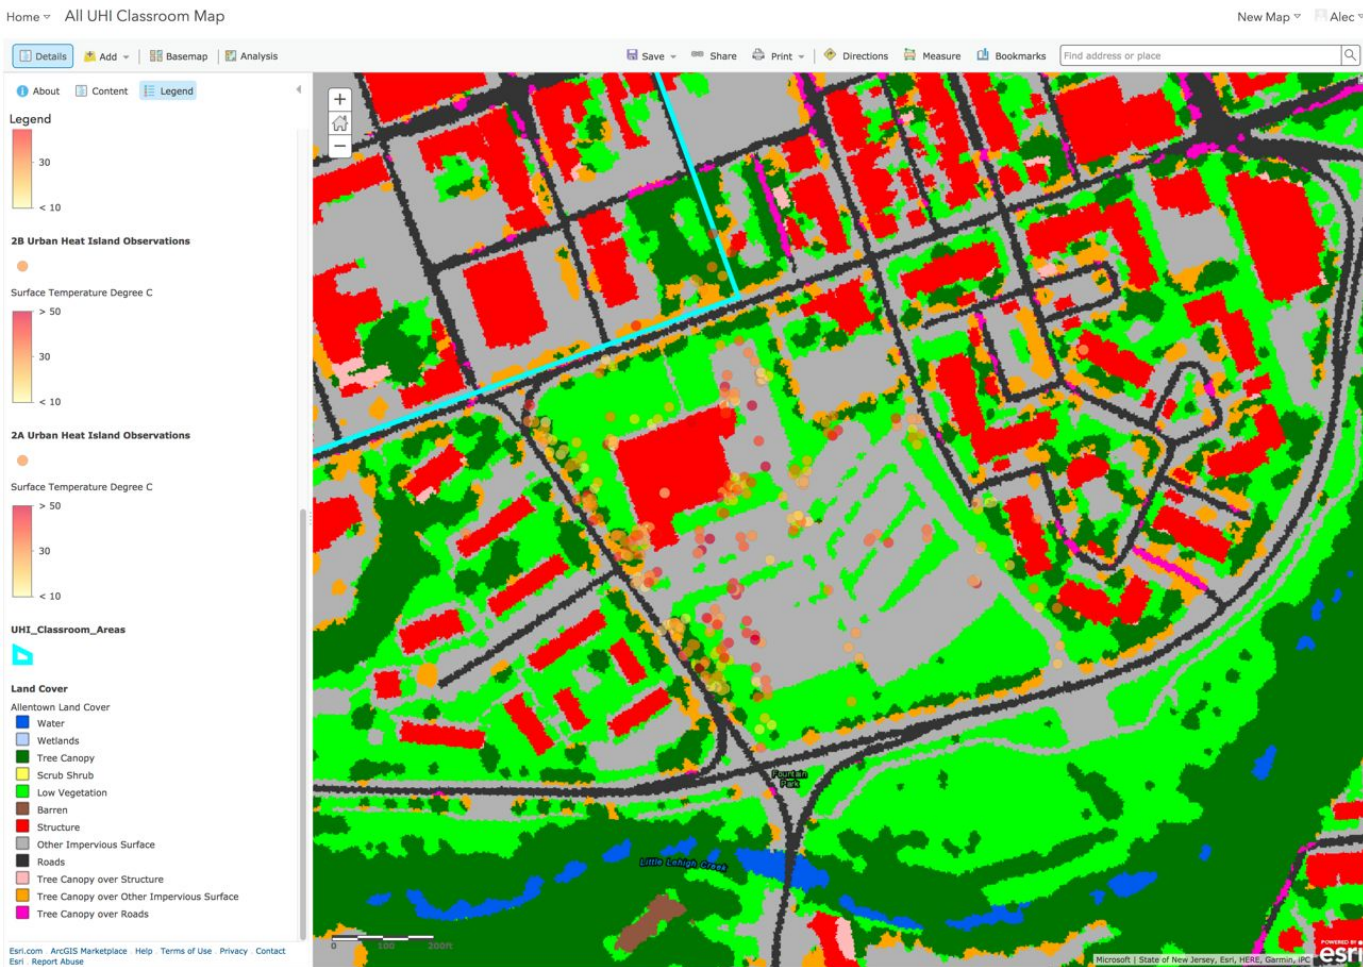 Home All UHI Classroom Map New Map Alec
Details Add Basemap Analysis Save Share Print Directions Measure Bookmarks Find address or place
About Content Legend
Legend
30
< 10
2B Urban Heat Island Observations
Surface Temperature Degree C
> 50
30
< 10
2A Urban Heat Island Observations
Surface Temperature Degree C
> 50
30
< 10
UHI_Classroom_Areas
Land Cover
Allentown Land Cover
Water
Wetlands
Tree Canopy
Scrub Shrub
Low Vegetation
Barren
Structure
Other Impervious Surface
Roads
Tree Canopy over Structure
Tree Canopy over Other Impervious Surface
Tree Canopy over Roads
Esri.com . ArcGIS Marketplace . Help . Terms of Use . Privacy . Contact
Esri . Report Abuse
+
−
Fountain
Park
Little Lehigh Creek
0 100 200ft
Microsoft | State of New Jersey, Esri, HERE, Garmin, iPC
POWERED BY
esri